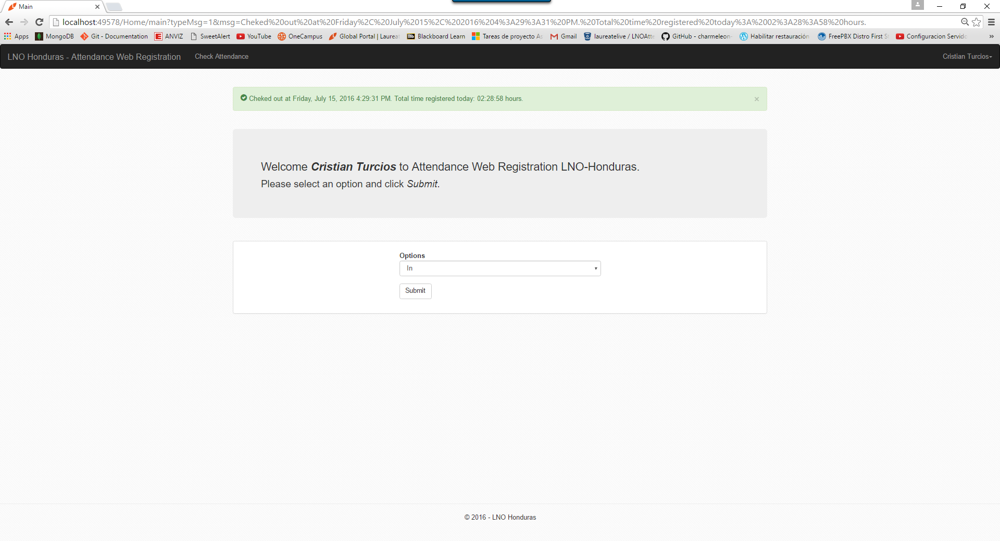 Main
localhost:49578/Home/main?typeMsg=1&msg=Cheked%20out%20at%20Friday%2C%20July%2015%2C%202016%204%3A29%3A31%20PM.%20Total%20time%20registered%20today%3A%2002%3A28%3A58%20hours.
Apps MongoDB Git - Documentation ANVIZ SweetAlert YouTube OneCampus Global Portal | Laureat Bb Blackboard Learn Tareas de proyecto As Gmail laureatelive / LNOAtte GitHub - charmeleon- Habilitar restauración FreePBX Distro First St Configuracion Servido »
LNO Honduras - Attendance Web Registration Check Attendance Cristian Turcios
Cheked out at Friday, July 15, 2016 4:29:31 PM. Total time registered today: 02:28:58 hours. ×
Welcome Cristian Turcios to Attendance Web Registration LNO-Honduras.
Please select an option and click Submit.
Options
In
Submit
© 2016 - LNO Honduras